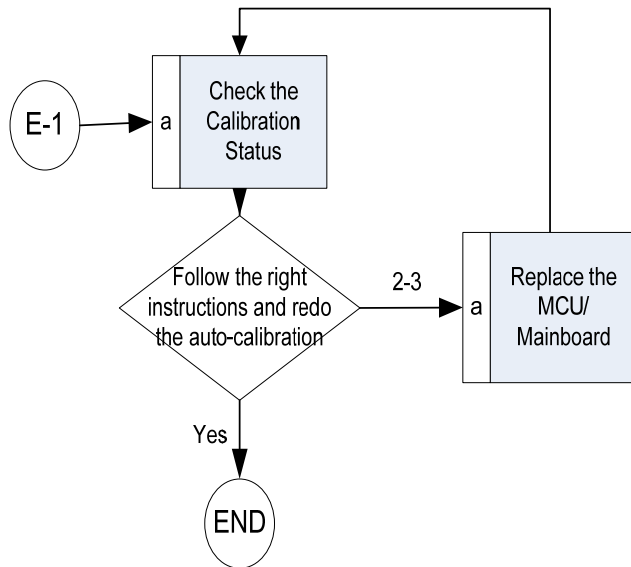 E-1
a
Check the
Calibration
Status
Follow the right
instructions and redo
the auto-calibration
2-3
a
Replace the
MCU/
Mainboard
Yes
END